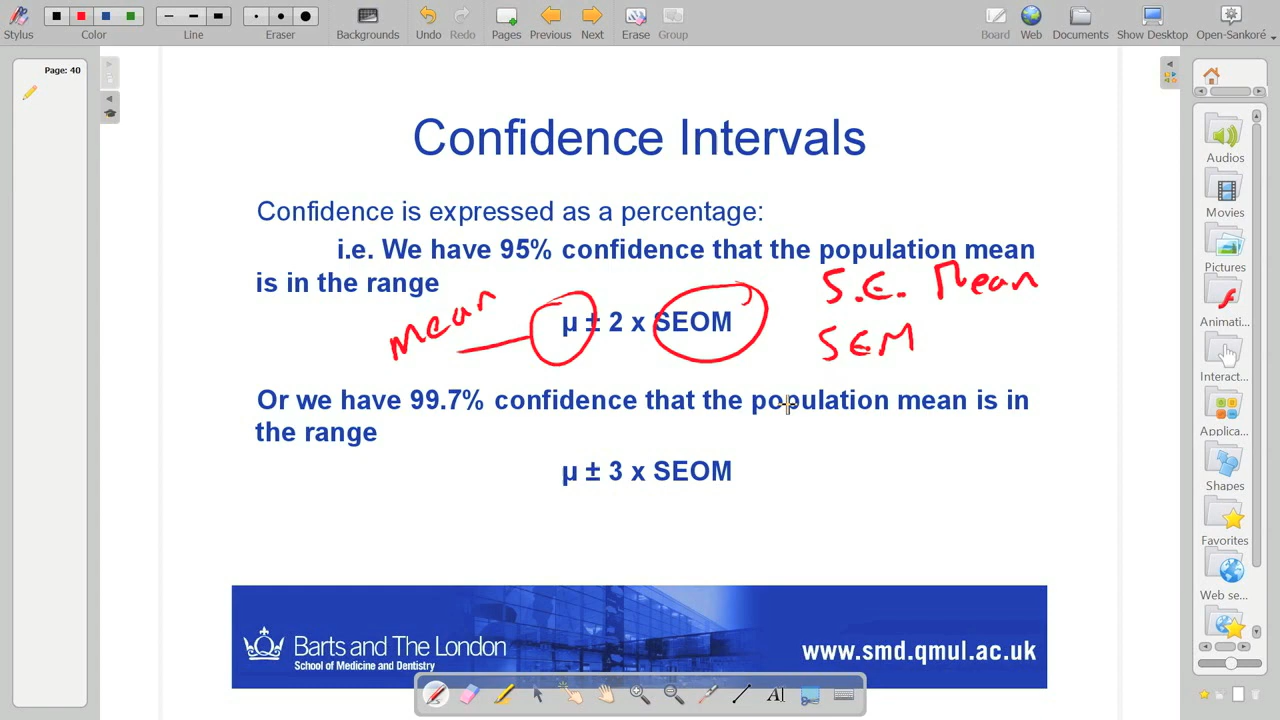 Stylus
Color
Line
Eraser
Backgrounds
Undo
Redo
Pages
Previous
Next
Erase
Group
Board
Web
Documents
Show Desktop
Open-Sankoré
Page: 40
Confidence Intervals
Confidence is expressed as a percentage:
i.e. We have 95% confidence that the population mean
is in the range
S.E. Mean
mean
μ ± 2 x SEOM
SEM
Or we have 99.7% confidence that the population mean is in
the range
μ ± 3 x SEOM
Barts and The London
School of Medicine and Dentistry
www.smd.qmul.ac.uk
Audios
Movies
Pictures
Animati...
Interact...
Applica...
Shapes
Favorites
Web se...
AI